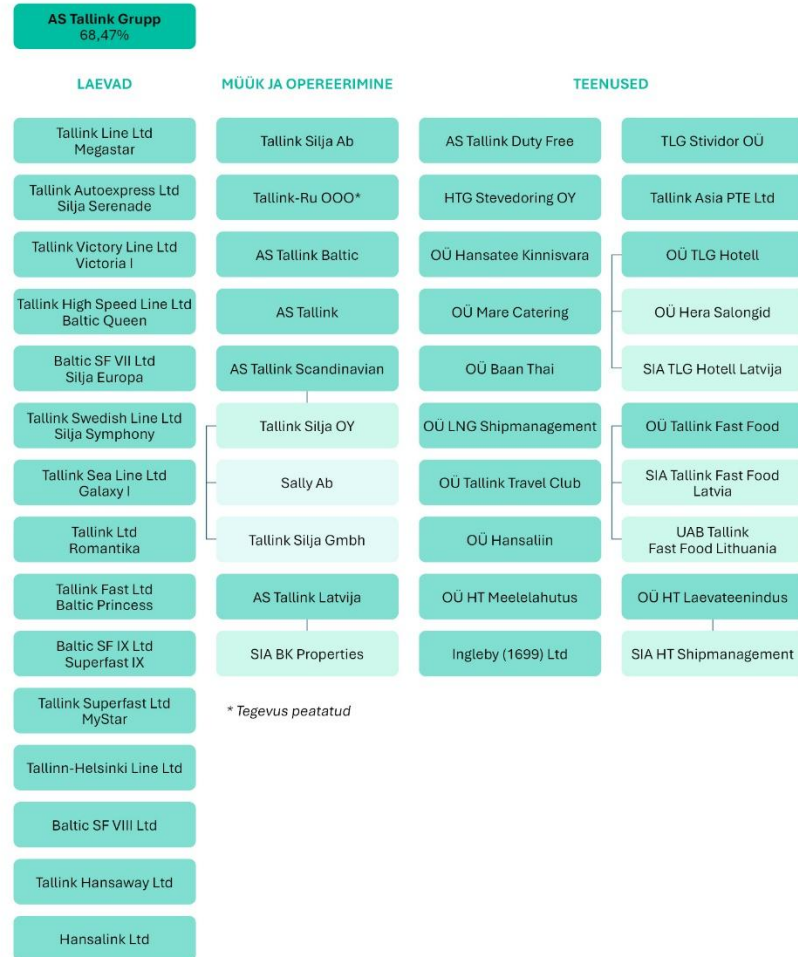 AS Tallink Grupp
68,47%
LAEVAD
Tallink Line Ltd
Megastar
Tallink Autoexpress Ltd
Silja Serenade
Tallink Victory Line Ltd
Victoria I
Tallink High Speed Line Ltd
Baltic Queen
Baltic SF VII Ltd
Silja Europa
Tallink Swedish Line Ltd
Silja Symphony
Tallink Sea Line Ltd
Galaxy I
Tallink Ltd
Romantika
Tallink Fast Ltd
Baltic Princess
Baltic SF IX Ltd
Superfast IX
Tallink Superfast Ltd
MyStar
Tallinn-Helsinki Line Ltd
Baltic SF VIII Ltd
Tallink Hansaway Ltd
Hansalink Ltd
MÜÜK JA OPEREERIMINE
Tallink Silja Ab
Tallink-Ru OOO*
AS Tallink Baltic
AS Tallink
AS Tallink Scandinavian
Tallink Silja OY
Sally Ab
Tallink Silja Gmbh
AS Tallink Latvija
SIA BK Properties
* Tegevus peatatud
TEENUSED
AS Tallink Duty Free
HTG Stevedoring OY
OÜ Hansatee Kinnisvara
OÜ Mare Catering
OÜ Baan Thai
OÜ LNG Shipmanagement
OÜ Tallink Travel Club
OÜ Hansaliin
OÜ HT Meelelahutus
Ingleby (1699) Ltd
TLG Stividor OÜ
Tallink Asia PTE Ltd
OÜ TLG Hotell
OÜ Hera Salongid
SIA TLG Hotell Latvija
OÜ Tallink Fast Food
SIA Tallink Fast Food
Latvia
UAB Tallink
Fast Food Lithuania
OÜ HT Laevateenindus
SIA HT Shipmanagement